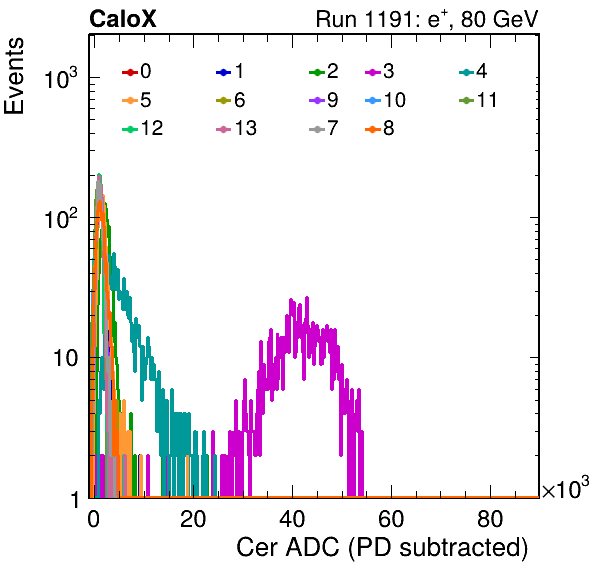 CaloX Run 1191: e+, 80 GeV
Events
0 1 2 3 4
5 6 9 10 11
12 13 7 8
10³
10²
10
1
0 20 40 60 80 ×10³
Cer ADC (PD subtracted)